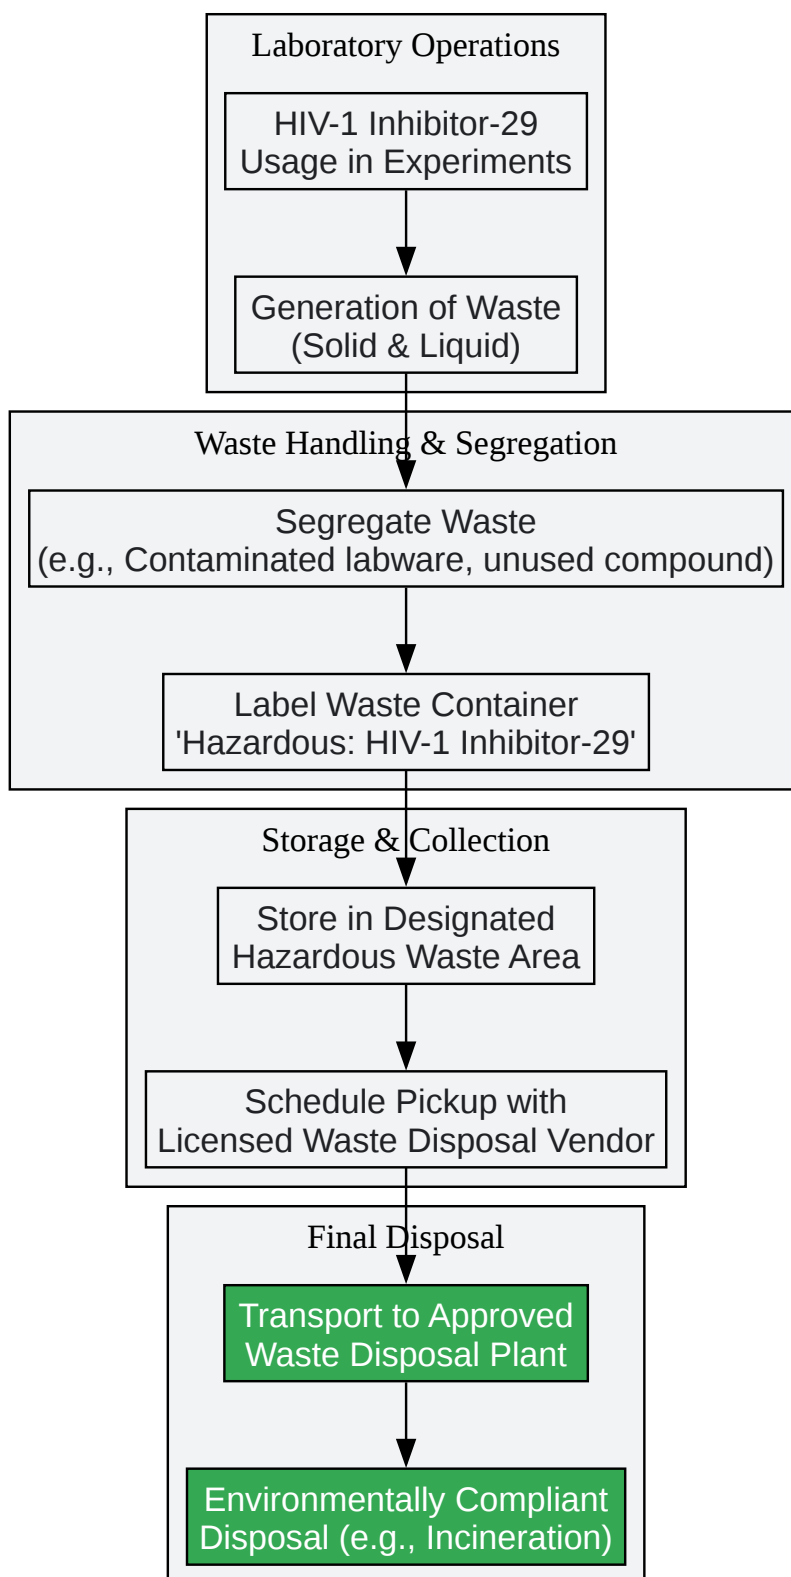 Laboratory Operations
HIV-1 Inhibitor-29
Usage in Experiments
Generation of Waste
(Solid & Liquid)
Waste Handling & Segregation
Segregate Waste
(e.g., Contaminated labware, unused compound)
Label Waste Container
'Hazardous: HIV-1 Inhibitor-29'
Storage & Collection
Store in Designated
Hazardous Waste Area
Schedule Pickup with
Licensed Waste Disposal Vendor
Final Disposal
Transport to Approved
Waste Disposal Plant
Environmentally Compliant
Disposal (e.g., Incineration)